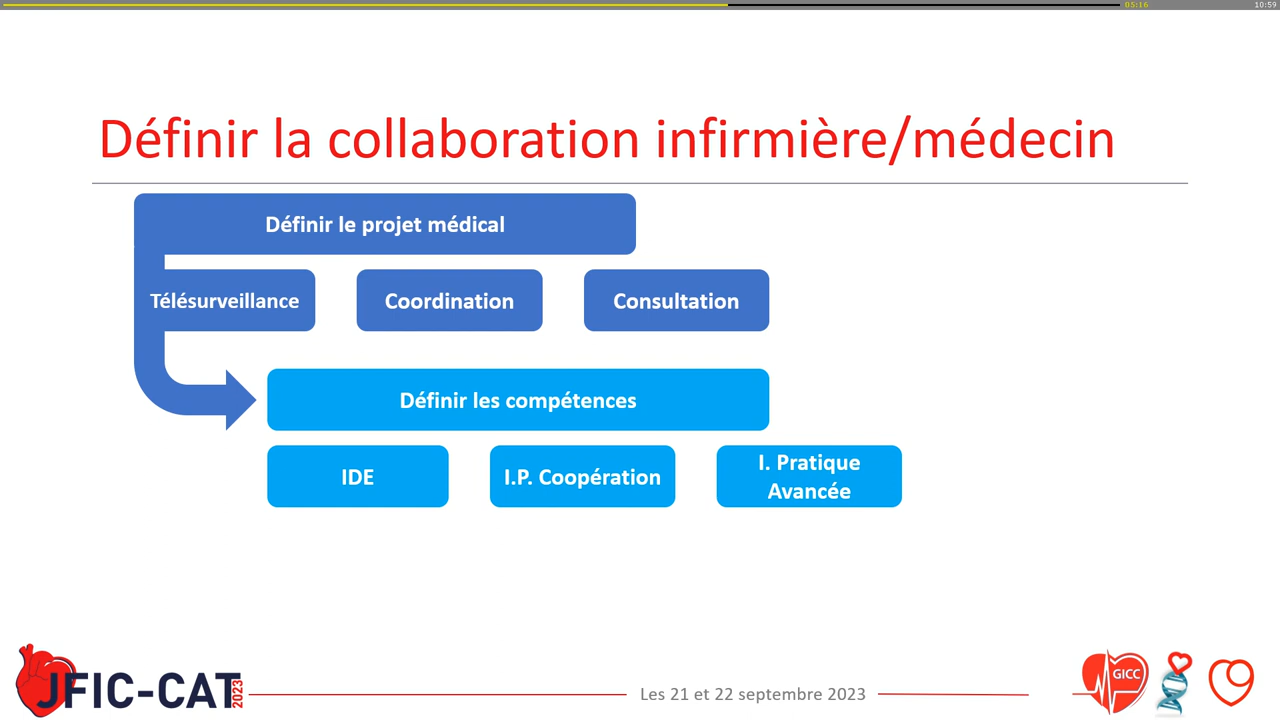 05:16
10:59
Définir la collaboration infirmière/médecin
Définir le projet médical
Télésurveillance
Coordination
Consultation
Définir les compétences
IDE
I.P. Coopération
I. Pratique
Avancée
JFIC-CAT
2023
Les 21 et 22 septembre 2023
GICC